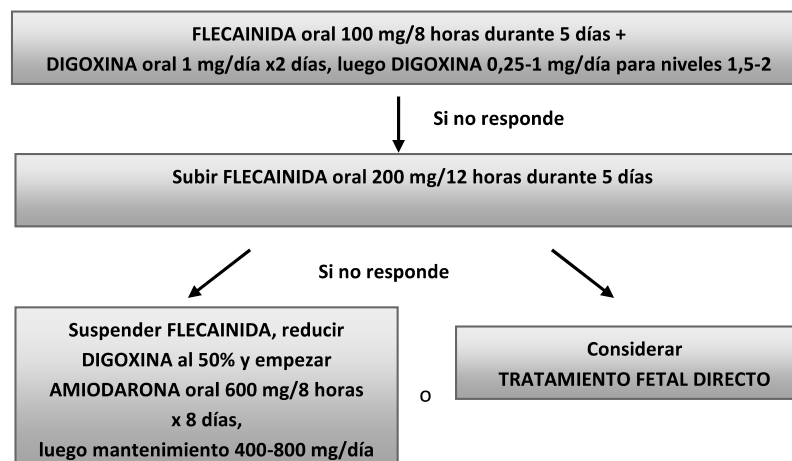 FLECAINIDA oral 100 mg/8 horas durante 5 días +
DIGOXINA oral 1 mg/día x2 días, luego DIGOXINA 0,25-1 mg/día para niveles 1,5-2
Si no responde
Subir FLECAINIDA oral 200 mg/12 horas durante 5 días
Si no responde
Suspender FLECAINIDA, reducir
DIGOXINA al 50% y empezar
AMIODARONA oral 600 mg/8 horas
x 8 días,
luego mantenimiento 400-800 mg/día
o
Considerar
TRATAMIENTO FETAL DIRECTO